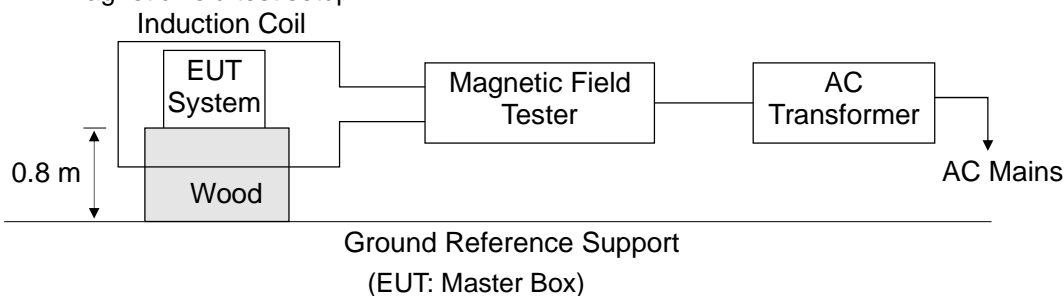 Induction Coil
EUT
System
Magnetic Field
Tester
AC
Transformer
0.8 m
Wood
AC Mains
Ground Reference Support
(EUT: Master Box)